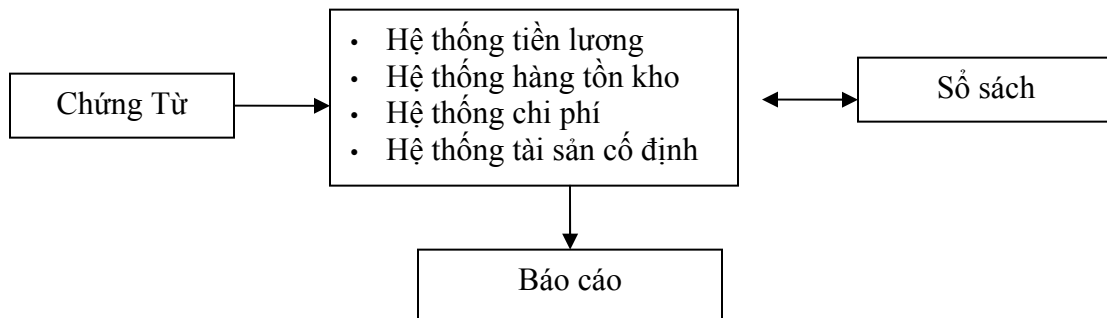 Chứng Từ
• Hệ thống tiền lương
• Hệ thống hàng tồn kho
• Hệ thống chi phí
• Hệ thống tài sản cố định
Sổ sách
Báo cáo